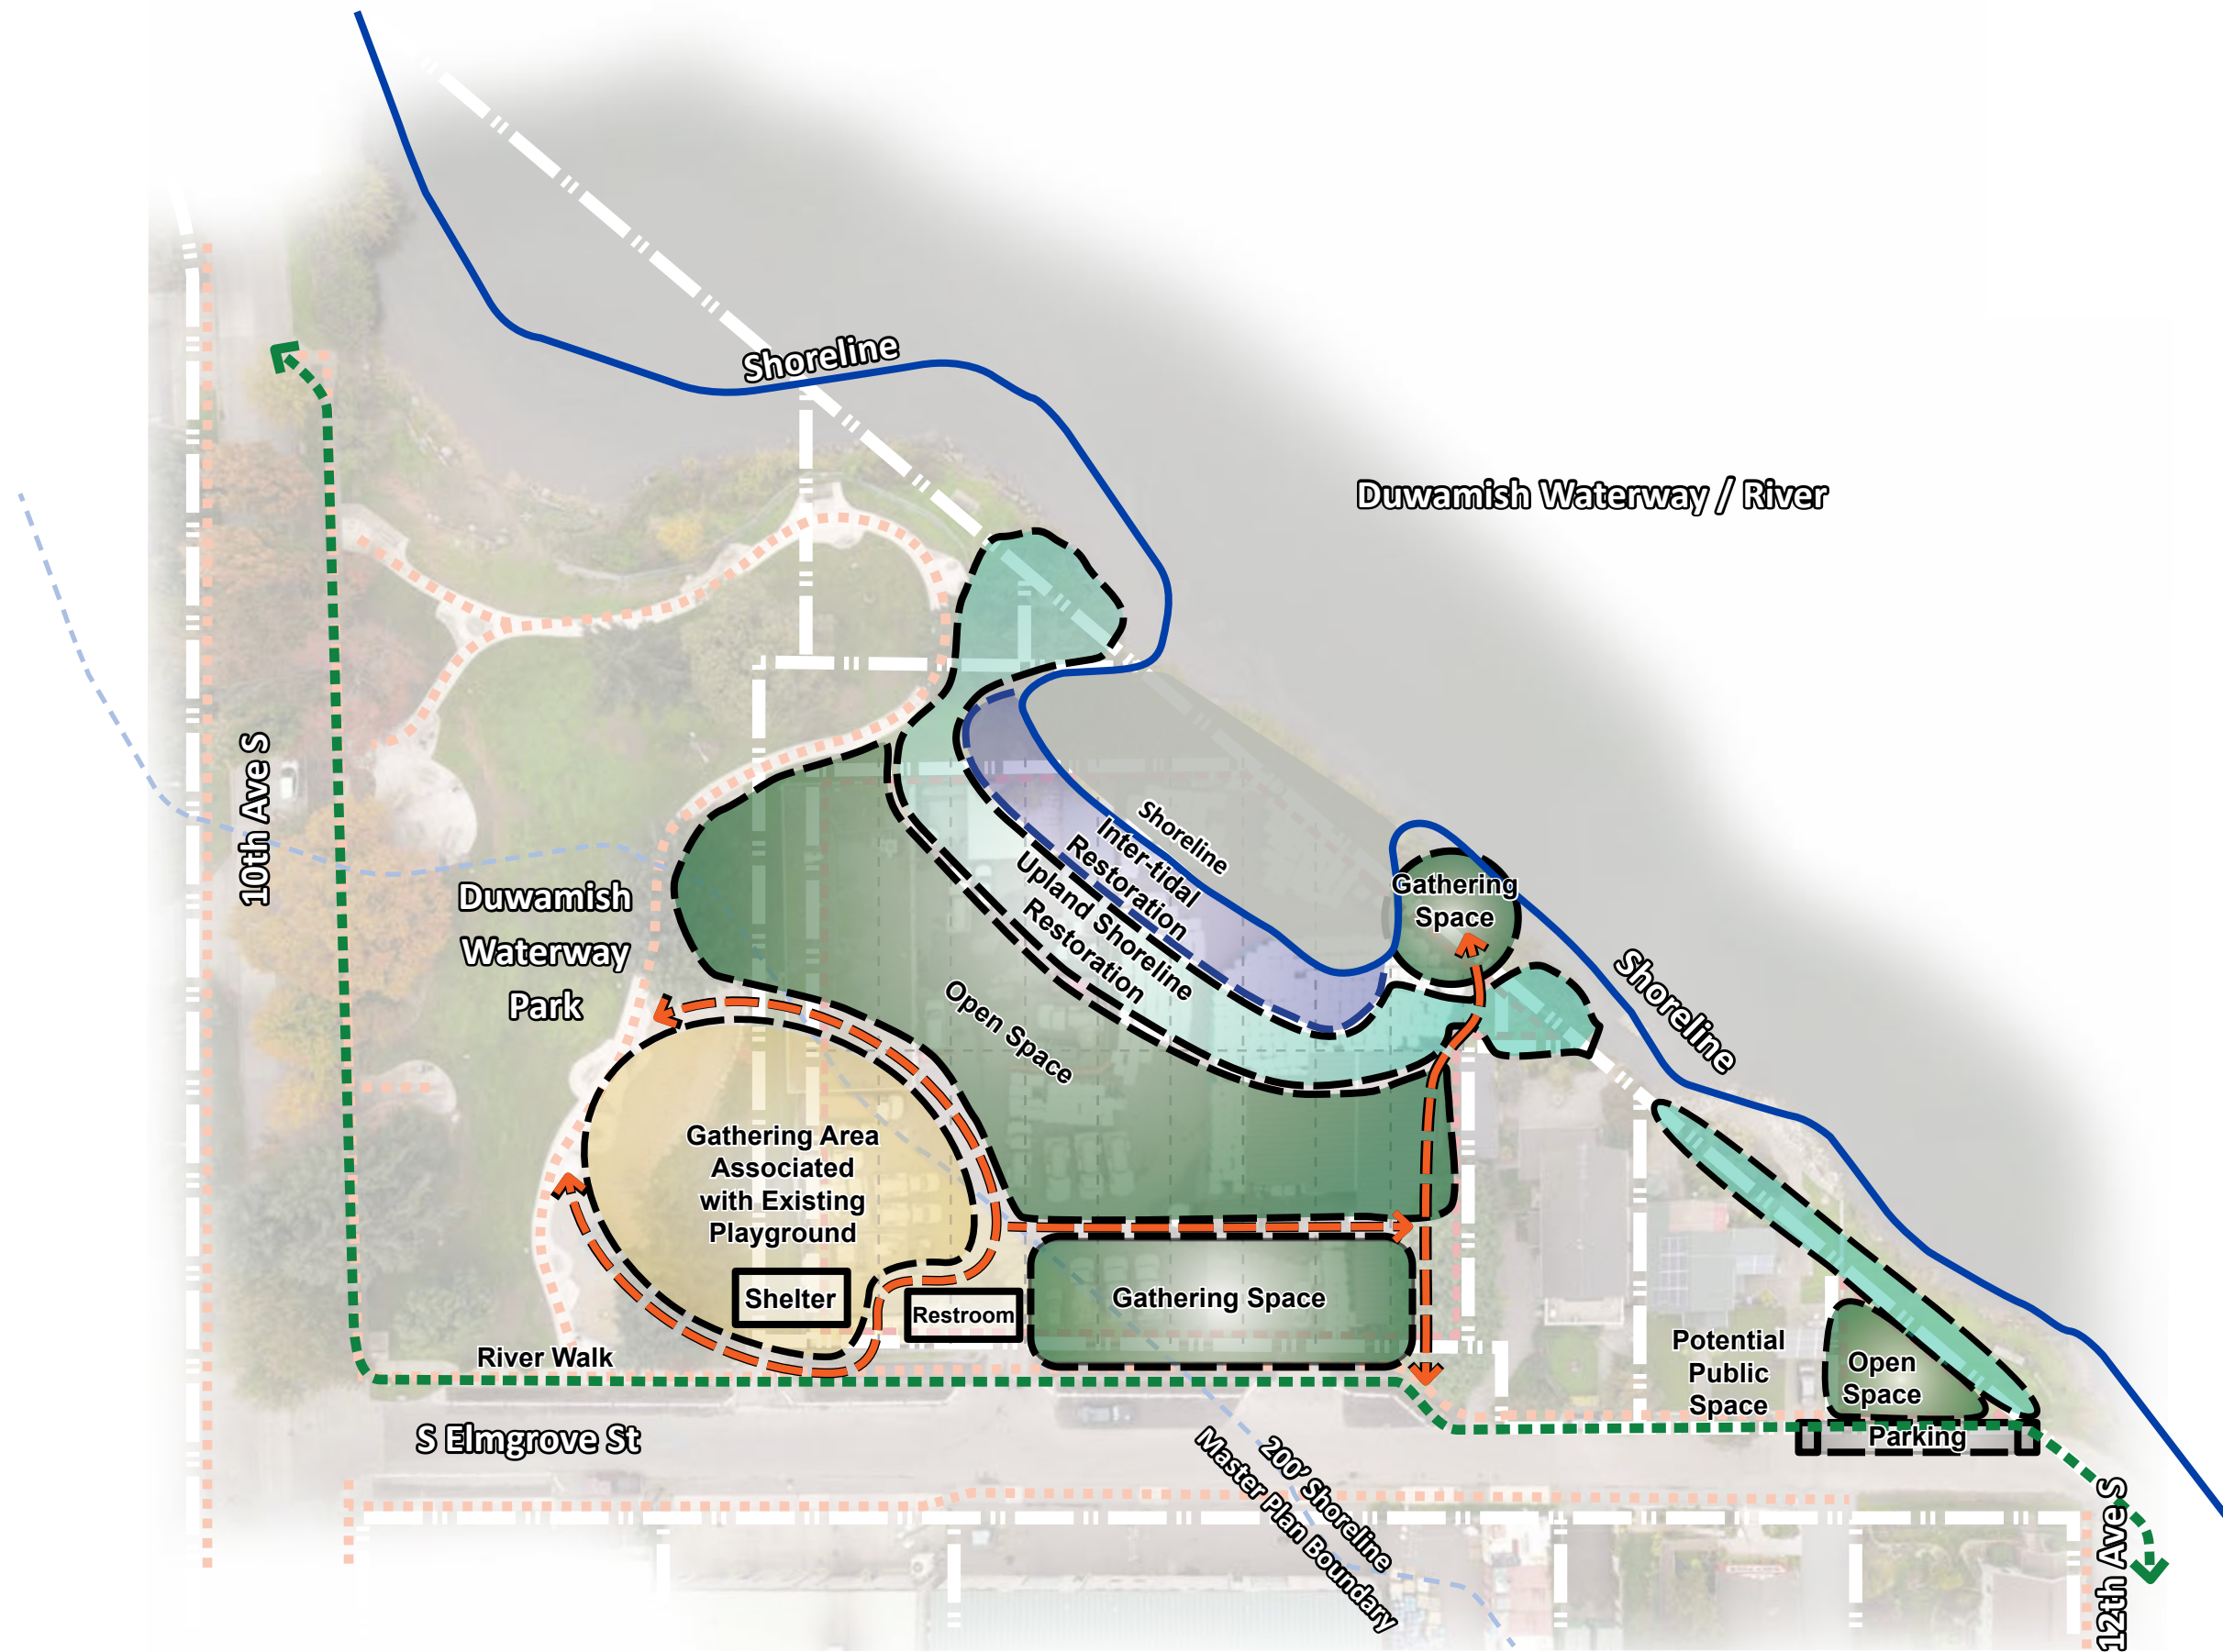 Shoreline
Duwamish Waterway / River
10th Ave S
Duwamish
Waterway
Park
Shoreline
Inter-tidal
Restoration
Upland Shoreline
Restoration
Gathering
Space
Shoreline
Open Space
Gathering Area
Associated
with Existing
Playground
Shelter
Restroom
Gathering Space
River Walk
Potential
Public
Space
Open
Space
Parking
S Elmgrove St
200' Shoreline
Master Plan Boundary
12th Ave S